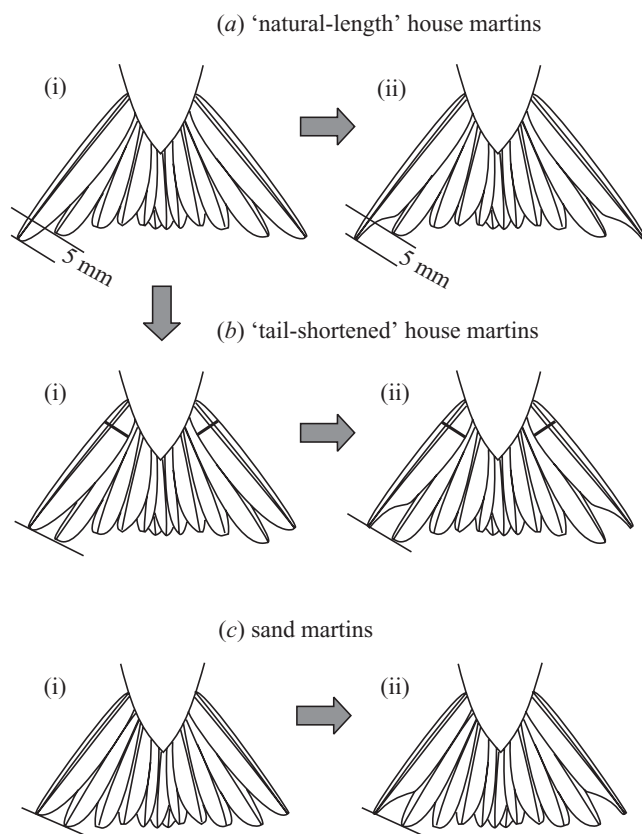 (a) ‘natural-length’ house martins
(i)
(ii)
5 mm
5 mm
(b) ‘tail-shortened’ house martins
(i)
(ii)
(c) sand martins
(i)
(ii)